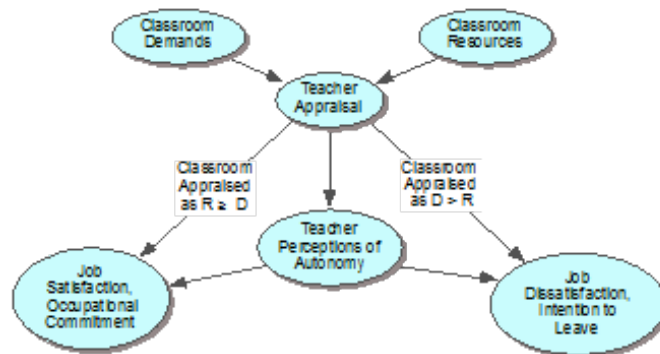 Classroom
Demands
Classroom
Resources
Teacher
Appraisal
Classroom
Appraised
as R ≥ D
Classroom
Appraised
as D > R
Teacher
Perceptions of
Autonomy
Job
Satisfaction,
Occupational
Commitment
Job
Dissatisfaction,
Intention to
Leave